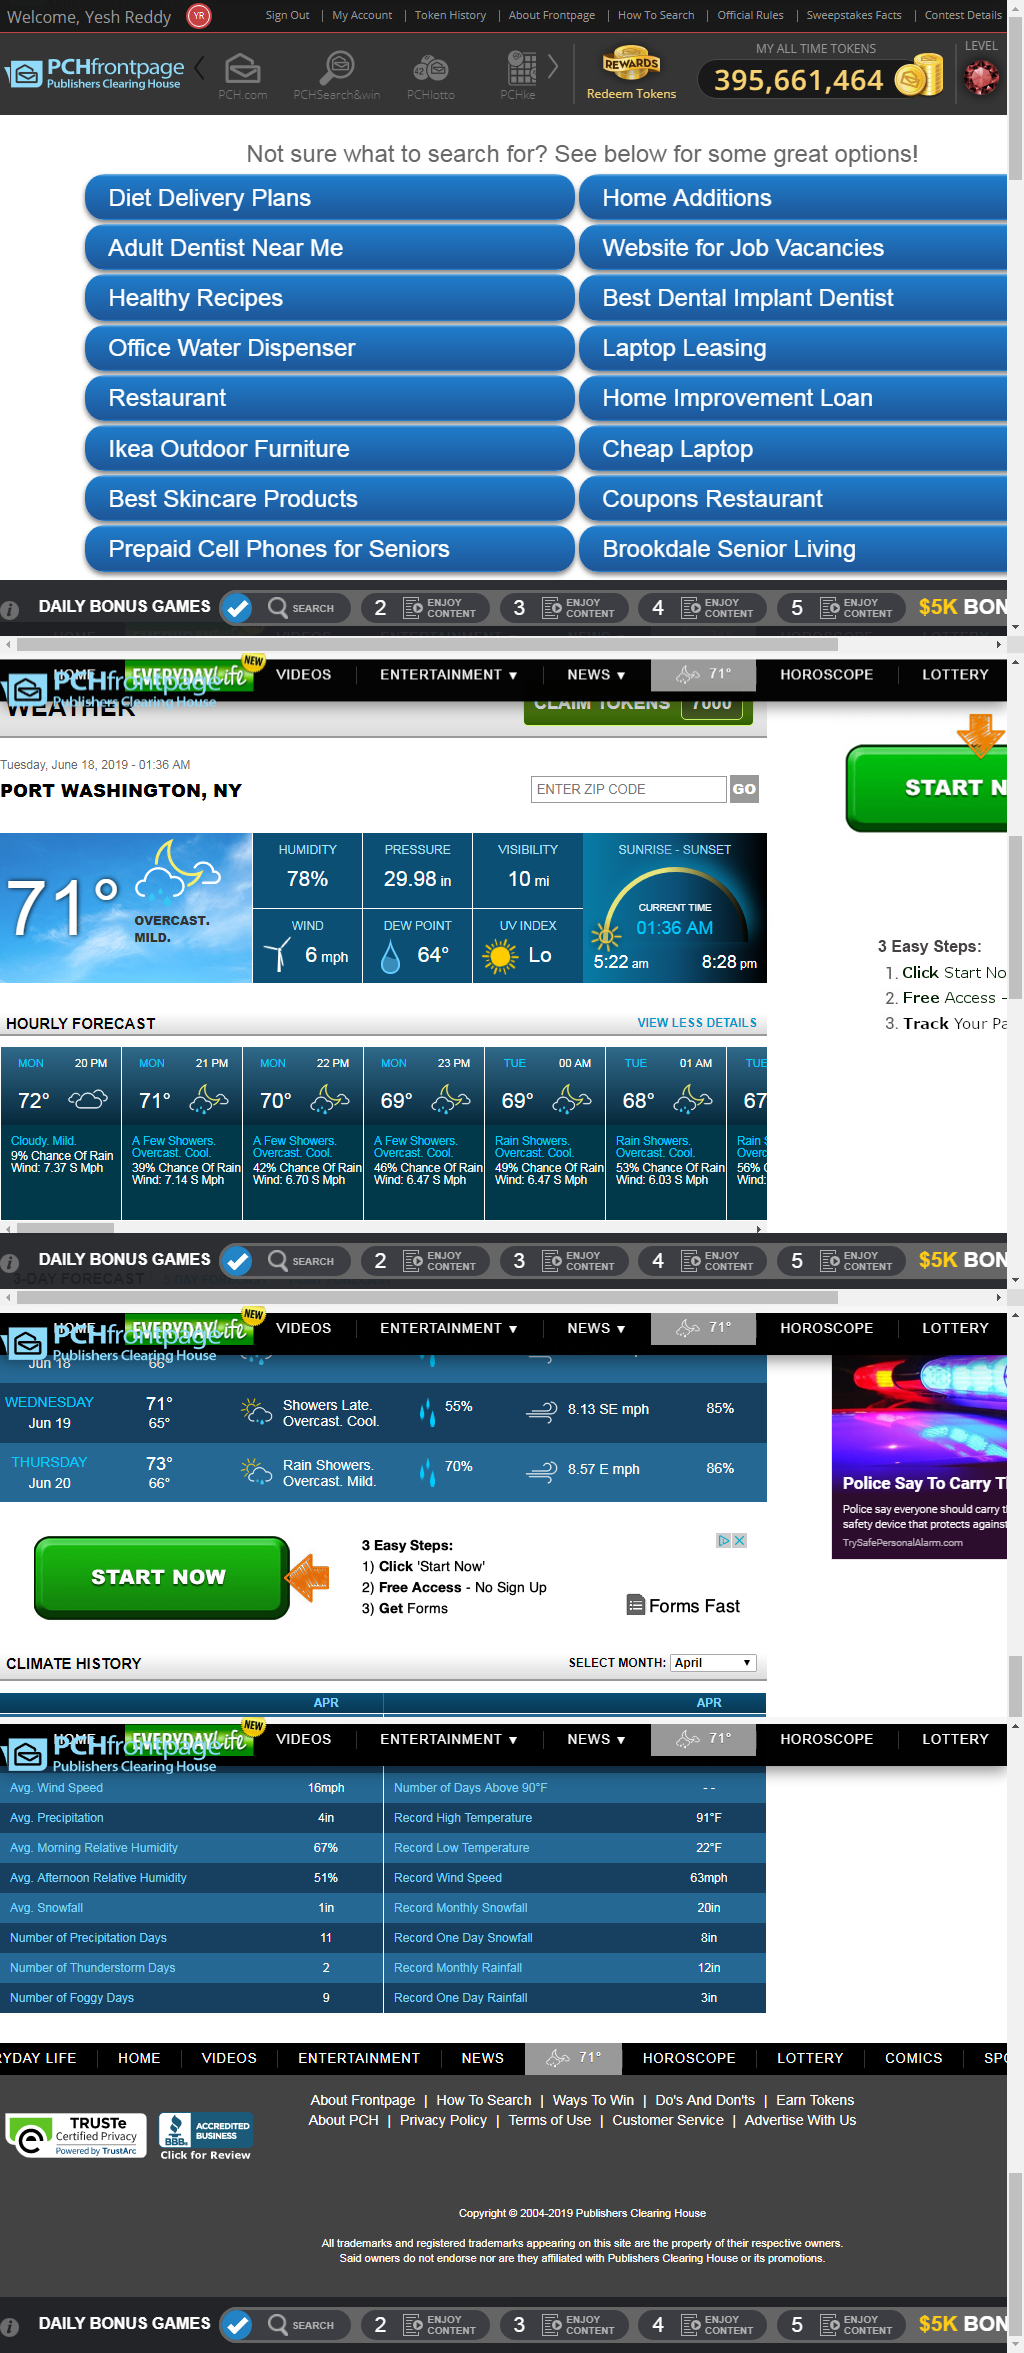 Welcome, Yesh Reddy YR Sign Out | My Account | Token History | About Frontpage | How To Search | Official Rules | Sweepstakes Facts | Contest Details
PCHfrontpage
Publishers Clearing House
PCH.com PCHSearch&win PCHlotto PCHke
REWARDS
Redeem Tokens
MY ALL TIME TOKENS
395,661,464
LEVEL
Not sure what to search for? See below for some great options!
Diet Delivery Plans Home Additions
Adult Dentist Near Me Website for Job Vacancies
Healthy Recipes Best Dental Implant Dentist
Office Water Dispenser Laptop Leasing
Restaurant Home Improvement Loan
Ikea Outdoor Furniture Cheap Laptop
Best Skincare Products Coupons Restaurant
Prepaid Cell Phones for Seniors Brookdale Senior Living
DAILY BONUS GAMES SEARCH 2 ENJOY CONTENT 3 ENJOY CONTENT 4 ENJOY CONTENT 5 ENJOY CONTENT $5K BON
HOME EVERYDAY life NEW VIDEOS ENTERTAINMENT ▼ NEWS ▼ 71° HOROSCOPE LOTTERY
PCHfrontpage
Publishers Clearing House
WEATHER CLAIM TOKENS 7000
Tuesday, June 18, 2019 - 01:36 AM
PORT WASHINGTON, NY ENTER ZIP CODE GO
START N
71° OVERCAST. MILD.
HUMIDITY PRESSURE VISIBILITY SUNRISE - SUNSET
78% 29.98 in 10 mi
CURRENT TIME
01:36 AM
WIND DEW POINT UV INDEX
6 mph 64° Lo
5:22 am 8:28 pm
3 Easy Steps:
1. Click Start No
2. Free Access -
3. Track Your Pa
HOURLY FORECAST VIEW LESS DETAILS
MON 20 PM MON 21 PM MON 22 PM MON 23 PM TUE 00 AM TUE 01 AM TUE
72° 71° 70° 69° 69° 68° 67
Cloudy. Mild. A Few Showers. A Few Showers. A Few Showers. Rain Showers. Rain Showers. Rain S
Overcast. Cool. Overcast. Cool. Overcast. Cool. Overcast. Cool. Overcast. Cool. Overc
9% Chance Of Rain 39% Chance Of Rain 42% Chance Of Rain 46% Chance Of Rain 49% Chance Of Rain 53% Chance Of Rain 56% C
Wind: 7.37 S Mph Wind: 7.14 S Mph Wind: 6.70 S Mph Wind: 6.47 S Mph Wind: 6.47 S Mph Wind: 6.03 S Mph Wind:
DAILY BONUS GAMES SEARCH 2 ENJOY CONTENT 3 ENJOY CONTENT 4 ENJOY CONTENT 5 ENJOY CONTENT $5K BON
3-DAY FORECAST
HOME EVERYDAY life NEW VIDEOS ENTERTAINMENT ▼ NEWS ▼ 71° HOROSCOPE LOTTERY
PCHfrontpage
Publishers Clearing House
Jun 18 66°
WEDNESDAY 71° Showers Late. 55% 8.13 SE mph 85%
Jun 19 65° Overcast. Cool.
THURSDAY 73° Rain Showers. 70% 8.57 E mph 86%
Jun 20 66° Overcast. Mild.
Police Say To Carry T
Police say everyone should carry t
safety device that protects against
TrySafePersonalAlarm.com
START NOW
3 Easy Steps:
1) Click 'Start Now'
2) Free Access - No Sign Up
3) Get Forms
Forms Fast
CLIMATE HISTORY SELECT MONTH: April ▼
APR APR
HOME EVERYDAY life NEW VIDEOS ENTERTAINMENT ▼ NEWS ▼ 71° HOROSCOPE LOTTERY
PCHfrontpage
Publishers Clearing House
Avg. Wind Speed 16mph Number of Days Above 90°F - -
Avg. Precipitation 4in Record High Temperature 91°F
Avg. Morning Relative Humidity 67% Record Low Temperature 22°F
Avg. Afternoon Relative Humidity 51% Record Wind Speed 63mph
Avg. Snowfall 1in Record Monthly Snowfall 20in
Number of Precipitation Days 11 Record One Day Snowfall 8in
Number of Thunderstorm Days 2 Record Monthly Rainfall 12in
Number of Foggy Days 9 Record One Day Rainfall 3in
RYDAY LIFE HOME VIDEOS ENTERTAINMENT NEWS 71° HOROSCOPE LOTTERY COMICS SPO
About Frontpage | How To Search | Ways To Win | Do's And Don'ts | Earn Tokens
About PCH | Privacy Policy | Terms of Use | Customer Service | Advertise With Us
TRUSTe
Certified Privacy
Powered by TrustArc
BBB ACCREDITED BUSINESS
Click for Review
Copyright © 2004-2019 Publishers Clearing House
All trademarks and registered trademarks appearing on this site are the property of their respective owners.
Said owners do not endorse nor are they affiliated with Publishers Clearing House or its promotions.
DAILY BONUS GAMES SEARCH 2 ENJOY CONTENT 3 ENJOY CONTENT 4 ENJOY CONTENT 5 ENJOY CONTENT $5K BON